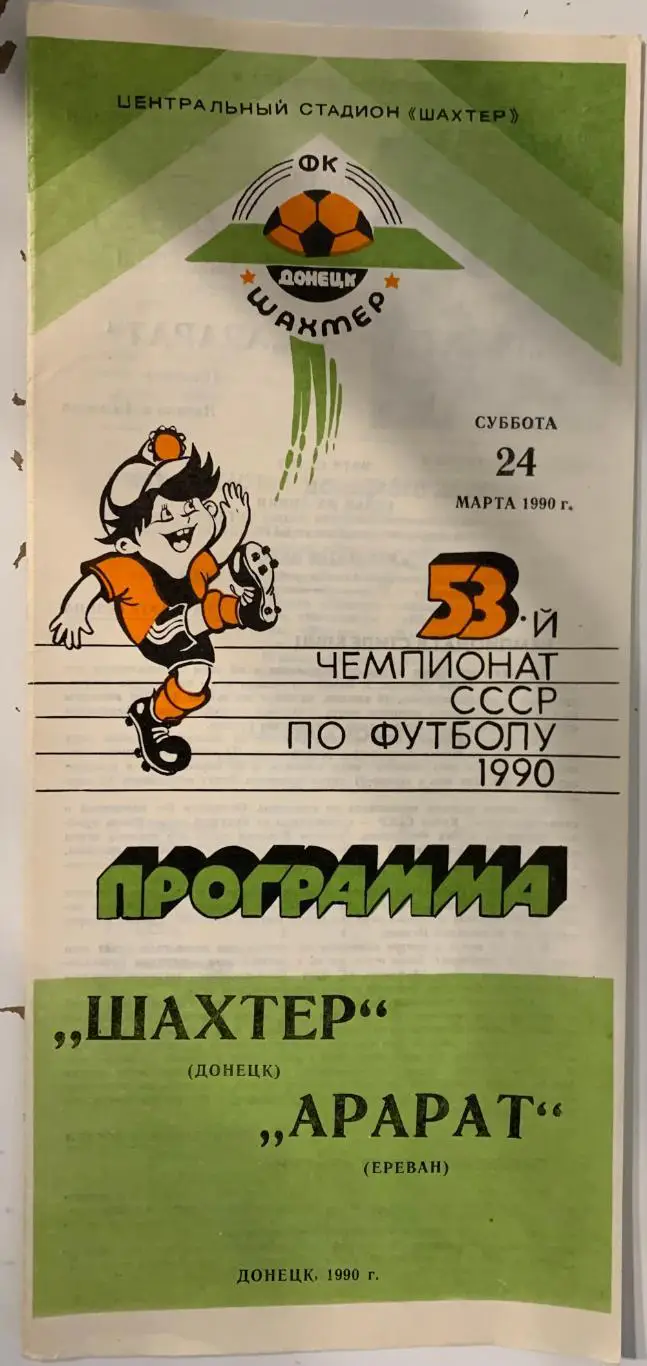 ЦЕНТРАЛЬНЫЙ СТАДИОН «ШАХТЕР»
ФК
ДОНЕЦК
ШАХТЕР
СУББОТА
24
МАРТА 1990 г.
53-й
ЧЕМПИОНАТ
СССР
ПО ФУТБОЛУ
1990
ПРОГРАММА
„ШАХТЕР“
(ДОНЕЦК)
„АРАРАТ“
(ЕРЕВАН)
ДОНЕЦК, 1990 г.